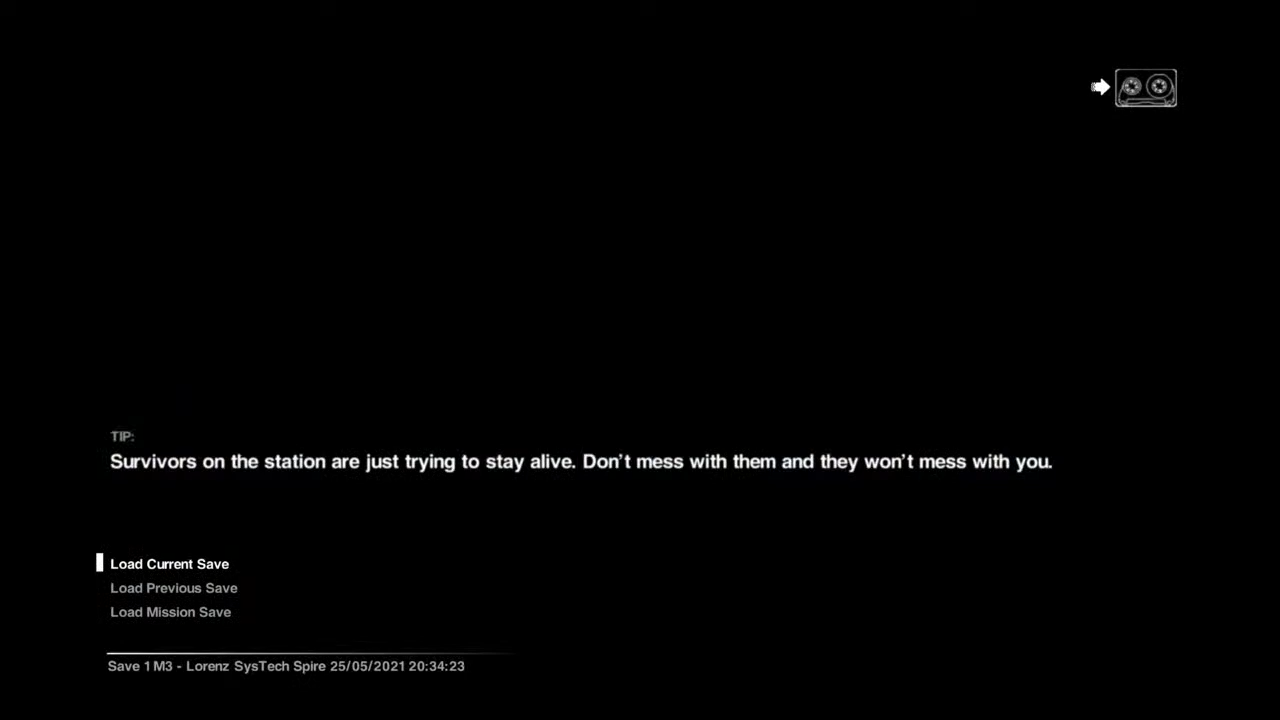 TIP:
Survivors on the station are just trying to stay alive. Don't mess with them and they won't mess with you.
Load Current Save
Load Previous Save
Load Mission Save
Save 1 M3 - Lorenz SysTech Spire 25/05/2021 20:34:23